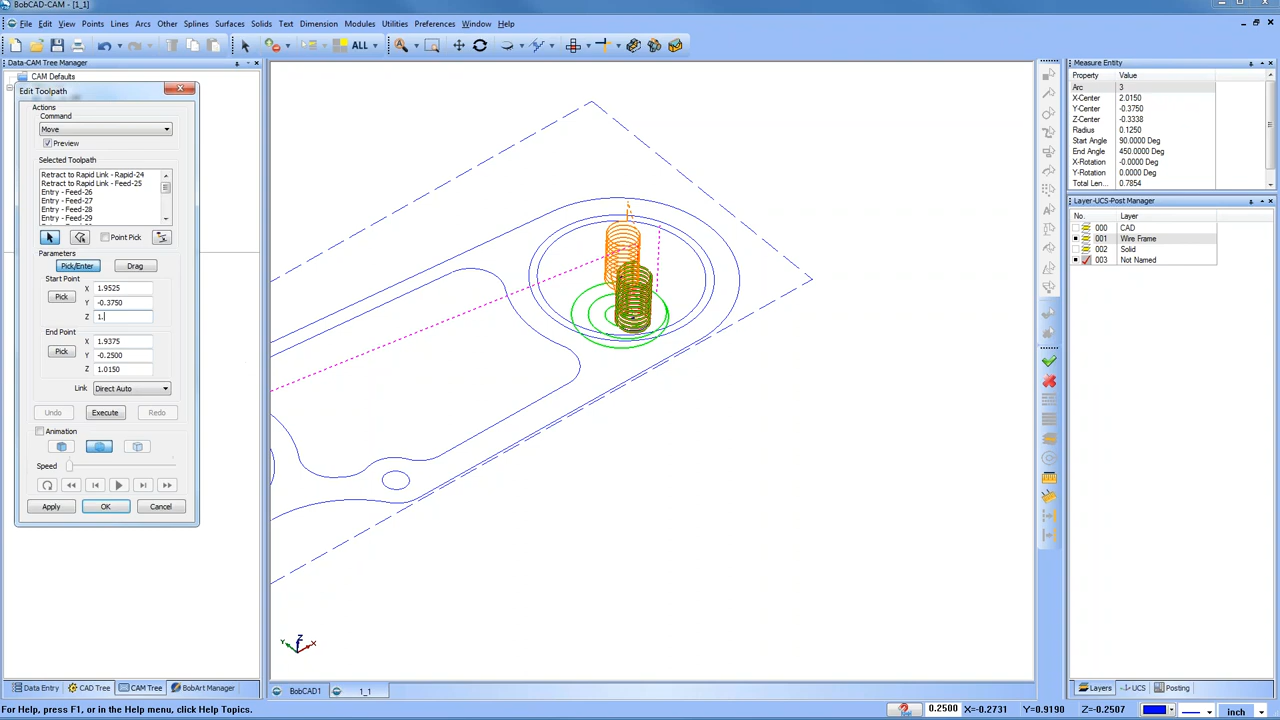 BobCAD-CAM - [1_1]
File Edit View Points Lines Arcs Other Splines Surfaces Solids Text Dimension Modules Utilities Preferences Window Help
ALL
Data-CAM Tree Manager
CAM Defaults
Edit Toolpath
Actions
Command
Move
Preview
Selected Toolpath
Retract to Rapid Link - Rapid-24
Retract to Rapid Link - Feed-25
Entry - Feed-26
Entry - Feed-27
Entry - Feed-28
Entry - Feed-29
Point Pick
Parameters
Pick/Enter Drag
Start Point
X 1.9525
Pick Y -0.3750
Z 1.
End Point
X 1.9375
Pick Y -0.2500
Z 1.0150
Link Direct Auto
Undo Execute Redo
Animation
Speed
Apply OK Cancel
Z
Y X
Measure Entity
Property Value
Arc 3
X-Center 2.0150
Y-Center -0.3750
Z-Center -0.3338
Radius 0.1250
Start Angle 90.0000 Deg
End Angle 450.0000 Deg
X-Rotation -0.0000 Deg
Y-Rotation 0.0000 Deg
Total Len... 0.7854
Layer-UCS-Post Manager
No. Layer
000 CAD
001 Wire Frame
002 Solid
003 Not Named
Data Entry CAD Tree CAM Tree BobArt Manager BobCAD1 1_1 Layers UCS Posting
For Help, press F1, or in the Help menu, click Help Topics. 0.2500 X=-0.2731 Y=0.9190 Z=-0.2507 inch